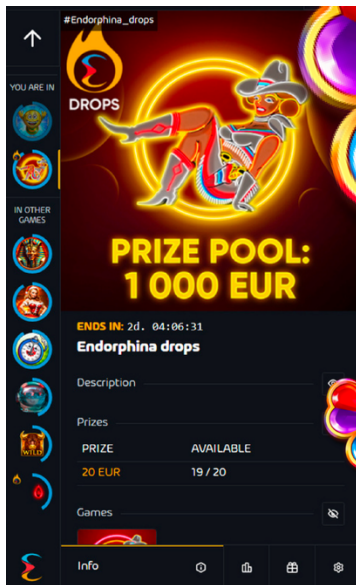 #Endorphina_drops
DROPS
YOU ARE IN
IN OTHER
GAMES
PRIZE POOL:
1 000 EUR
ENDS IN: 2d. 04:06:31
Endorphina drops
Description
Prizes
PRIZE AVAILABLE
20 EUR 19 / 20
WILD
Games
Info